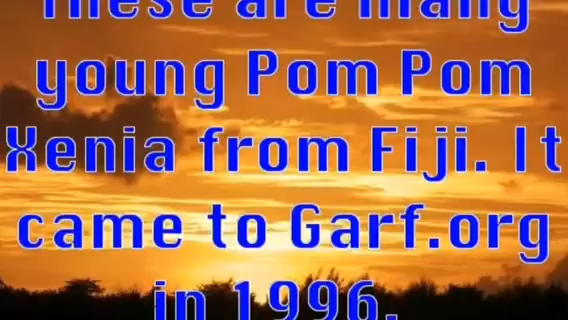 These are many
young Pom Pom
Xenia from Fiji. It
came to Garf.org
in 1996.